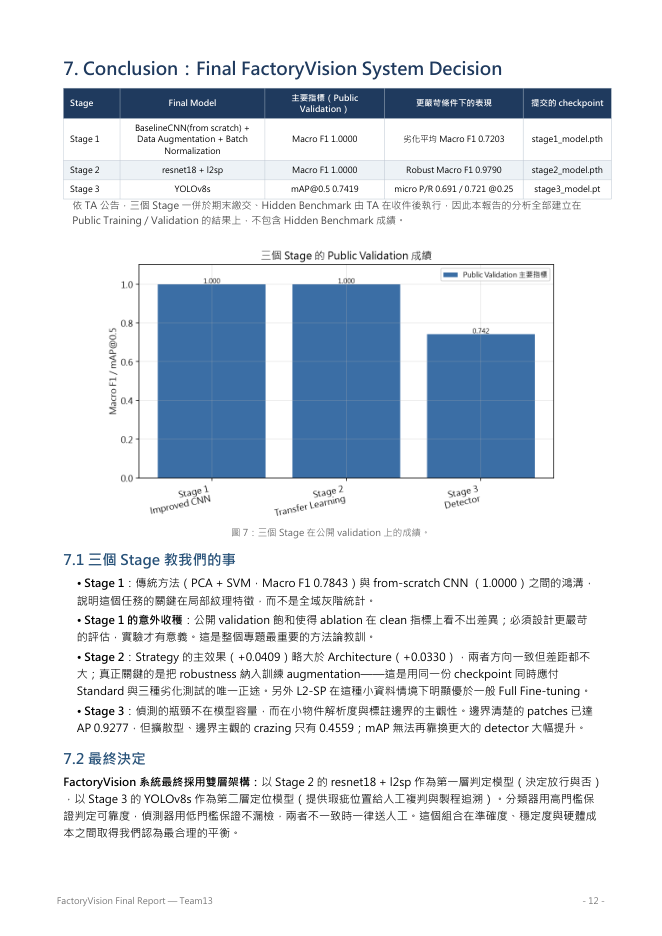 7. Conclusion：Final FactoryVision System Decision
Stage
Final Model
主要指標（Public
Validation）
更嚴苛條件下的表現
提交的 checkpoint
Stage 1
BaselineCNN(from scratch) +
Data Augmentation + Batch
Normalization
Macro F1 1.0000
劣化平均 Macro F1 0.7203
stage1_model.pth
Stage 2
resnet18 + l2sp
Macro F1 1.0000
Robust Macro F1 0.9790
stage2_model.pth
Stage 3
YOLOv8s
mAP@0.5 0.7419
micro P/R 0.691 / 0.721 @0.25
stage3_model.pt
依 TA 公告，三個 Stage 一併於期末繳交、Hidden Benchmark 由 TA 在收件後執行，因此本報告的分析全部建立在
Public Training / Validation 的結果上，不包含 Hidden Benchmark 成績。
三個 Stage 的 Public Validation 成績
Public Validation 主要指標
Macro F1 / mAP@0.5
1.0
0.8
0.6
0.4
0.2
0.0
1.000
1.000
0.742
Stage 1
Improved CNN
Stage 2
Transfer Learning
Stage 3
Detector
圖 7：三個 Stage 在公開 validation 上的成績。
7.1 三個 Stage 教我們的事
• Stage 1：傳統方法（PCA + SVM，Macro F1 0.7843）與 from-scratch CNN （1.0000）之間的鴻溝，
說明這個任務的關鍵在局部紋理特徵，而不是全域灰階統計。
• Stage 1 的意外收穫：公開 validation 飽和使得 ablation 在 clean 指標上看不出差異；必須設計更嚴苛
的評估，實驗才有意義。這是整個專題最重要的方法論教訓。
• Stage 2：Strategy 的主效果（+0.0409）略大於 Architecture（+0.0330），兩者方向一致但差距都不
大；真正關鍵的是把 robustness 納入訓練 augmentation——這是用同一份 checkpoint 同時應付
Standard 與三種劣化測試的唯一正途。另外 L2-SP 在這種小資料情境下明顯優於一般 Full Fine-tuning。
• Stage 3：偵測的瓶頸不在模型容量，而在小物件解析度與標註邊界的主觀性。邊界清楚的 patches 已達
AP 0.9277，但擴散型、邊界主觀的 crazing 只有 0.4559；mAP 無法再靠換更大的 detector 大幅提升。
7.2 最終決定
FactoryVision 系統最終採用雙層架構：以 Stage 2 的 resnet18 + l2sp 作為第一層判定模型（決定放行與否）
，以 Stage 3 的 YOLOv8s 作為第二層定位模型（提供瑕疵位置給人工複判與製程追溯）。分類器用高門檻保
證判定可靠度，偵測器用低門檻保證不漏檢，兩者不一致時一律送人工。這個組合在準確度、穩定度與硬體成
本之間取得我們認為最合理的平衡。
FactoryVision Final Report — Team13
- 12 -